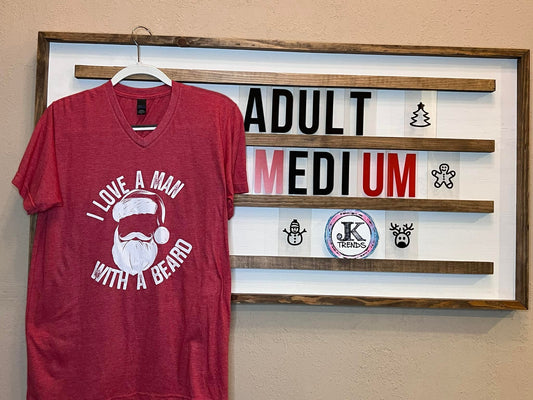 I LOVE A MAN
WITH A BEARD
ADULT
MEDIUM
JK
TRENDS